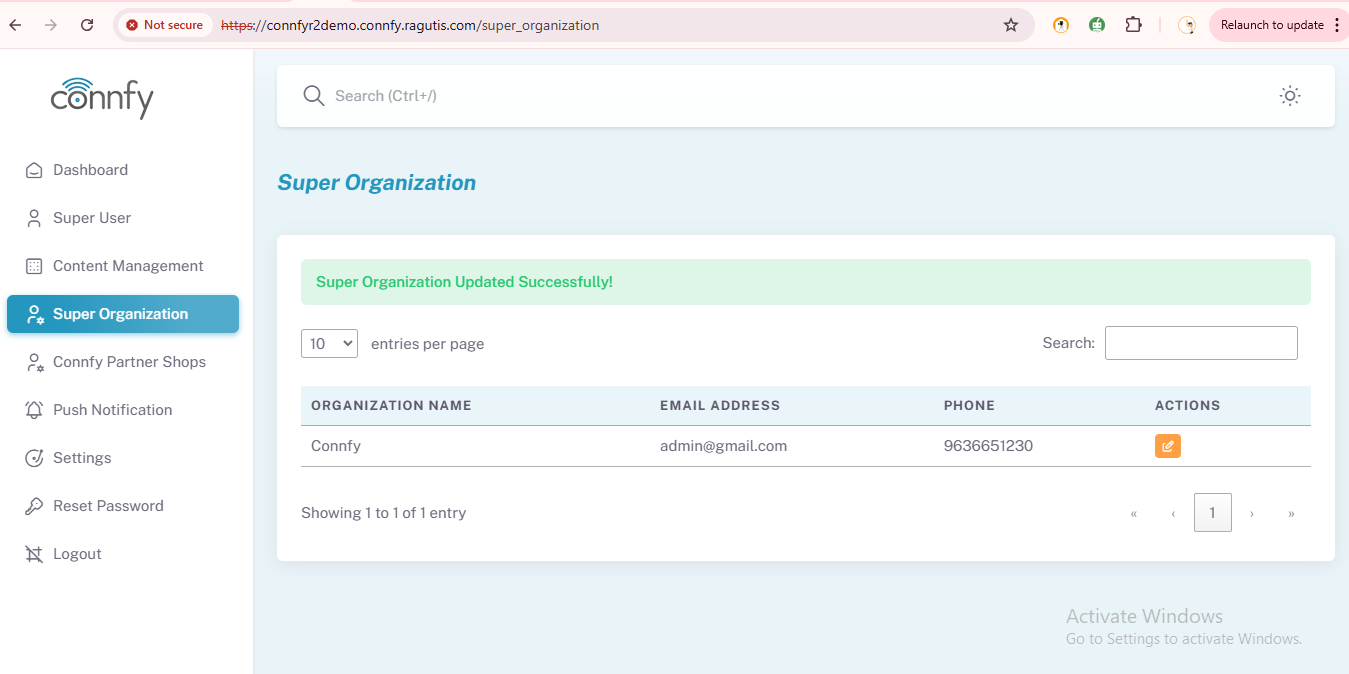 Not secure https://connfyr2demo.connfy.ragutis.com/super_organization Relaunch to update
connfy
Search (Ctrl+/)
Dashboard
Super User
Content Management
Super Organization
Connfy Partner Shops
Push Notification
Settings
Reset Password
Logout
Super Organization
Super Organization Updated Successfully!
10 entries per page Search:
ORGANIZATION NAME EMAIL ADDRESS PHONE ACTIONS
Connfy admin@gmail.com 9636651230
Showing 1 to 1 of 1 entry « ‹ 1 › »
Activate Windows
Go to Settings to activate Windows.